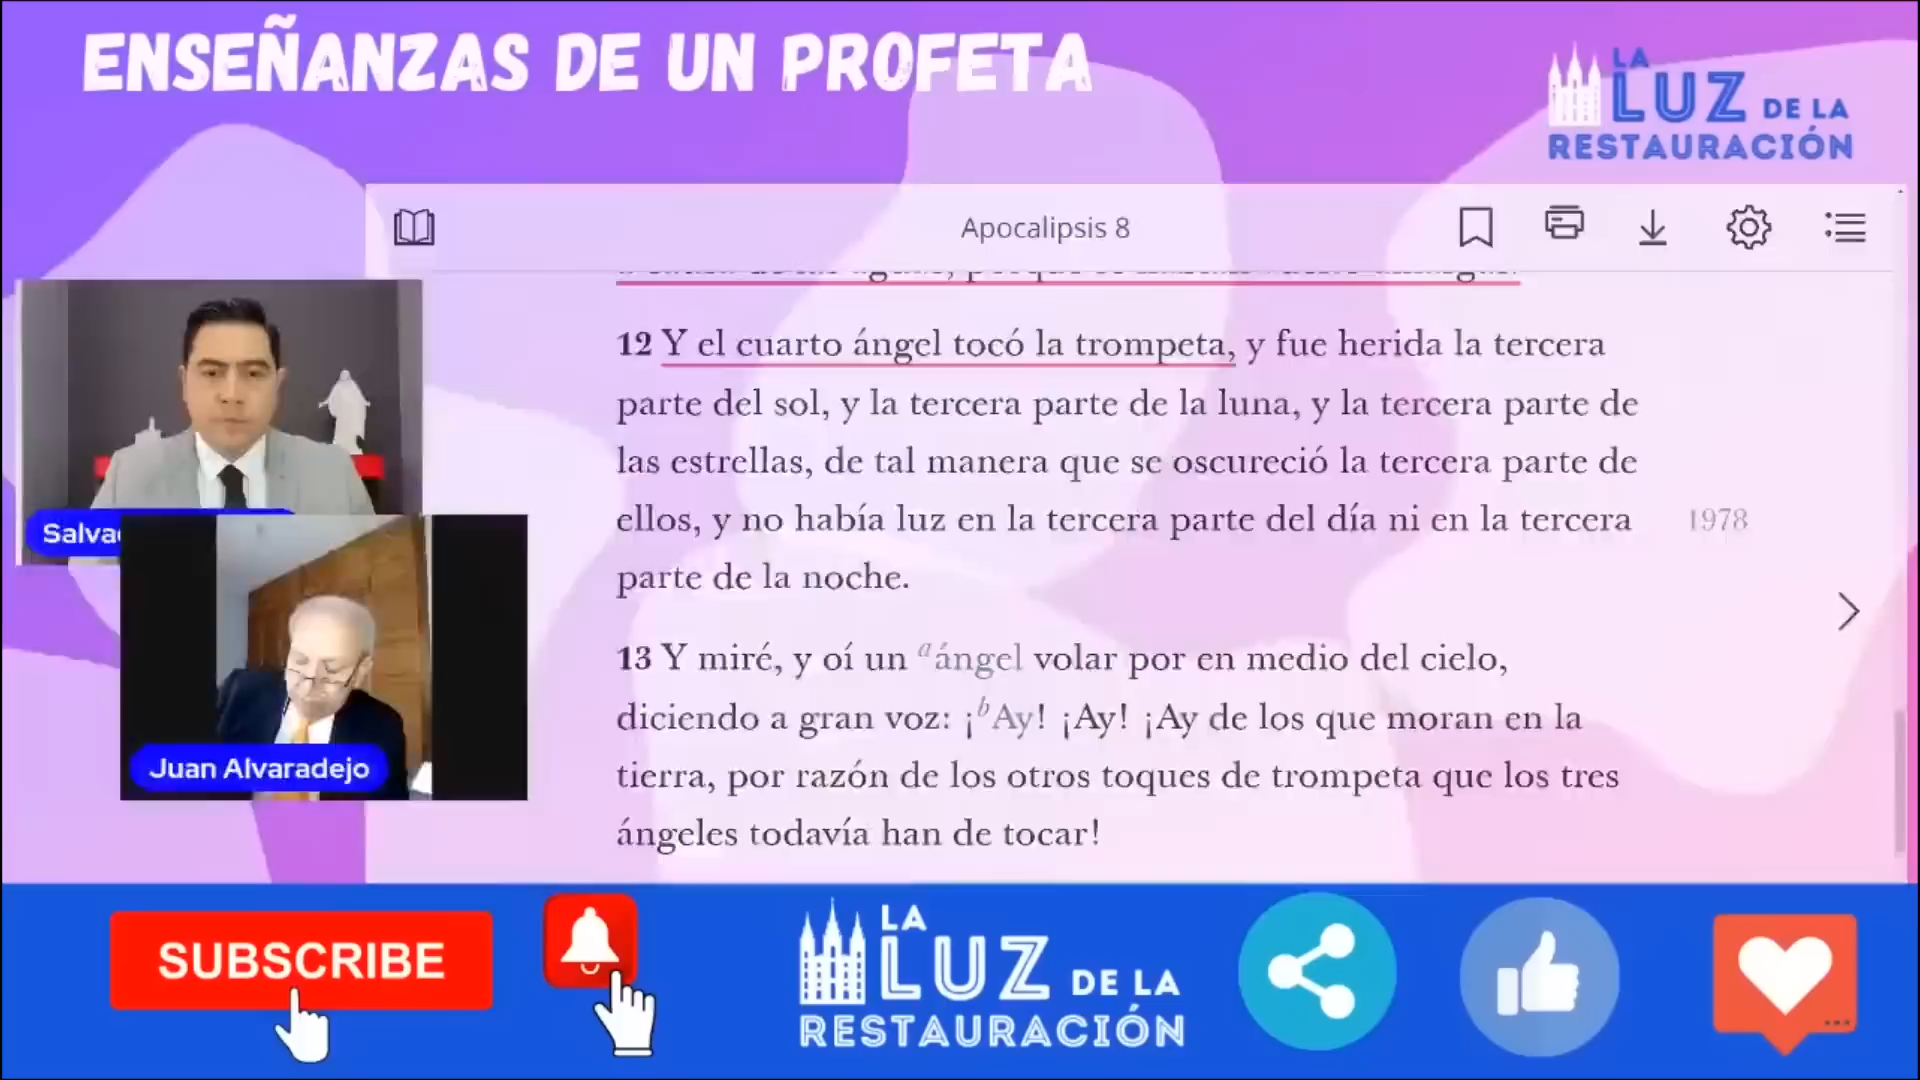 ENSEÑANZAS DE UN PROFETA
LA
LUZ DE LA
RESTAURACIÓN
Apocalipsis 8
12 Y el cuarto ángel tocó la trompeta, y fue herida la tercera
parte del sol, y la tercera parte de la luna, y la tercera parte de
las estrellas, de tal manera que se oscureció la tercera parte de
ellos, y no había luz en la tercera parte del día ni en la tercera
parte de la noche.
1978
13 Y miré, y oí un ᵃángel volar por en medio del cielo,
diciendo a gran voz: ¡ᵇAy! ¡Ay! ¡Ay de los que moran en la
tierra, por razón de los otros toques de trompeta que los tres
ángeles todavía han de tocar!
Salva
Juan Alvaradejo
SUBSCRIBE
LA
LUZ DE LA
RESTAURACIÓN